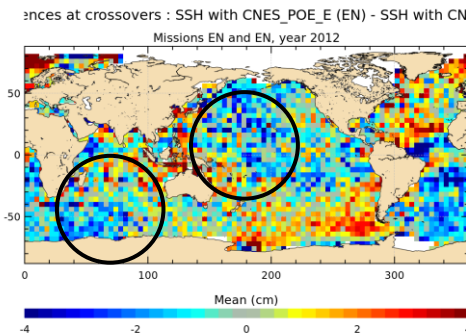 ences at crossovers : SSH with CNES_POE_E (EN) - SSH with CN
Missions EN and EN, year 2012
50
0
-50
0 100 200 300
Mean (cm)
-4 -2 0 2